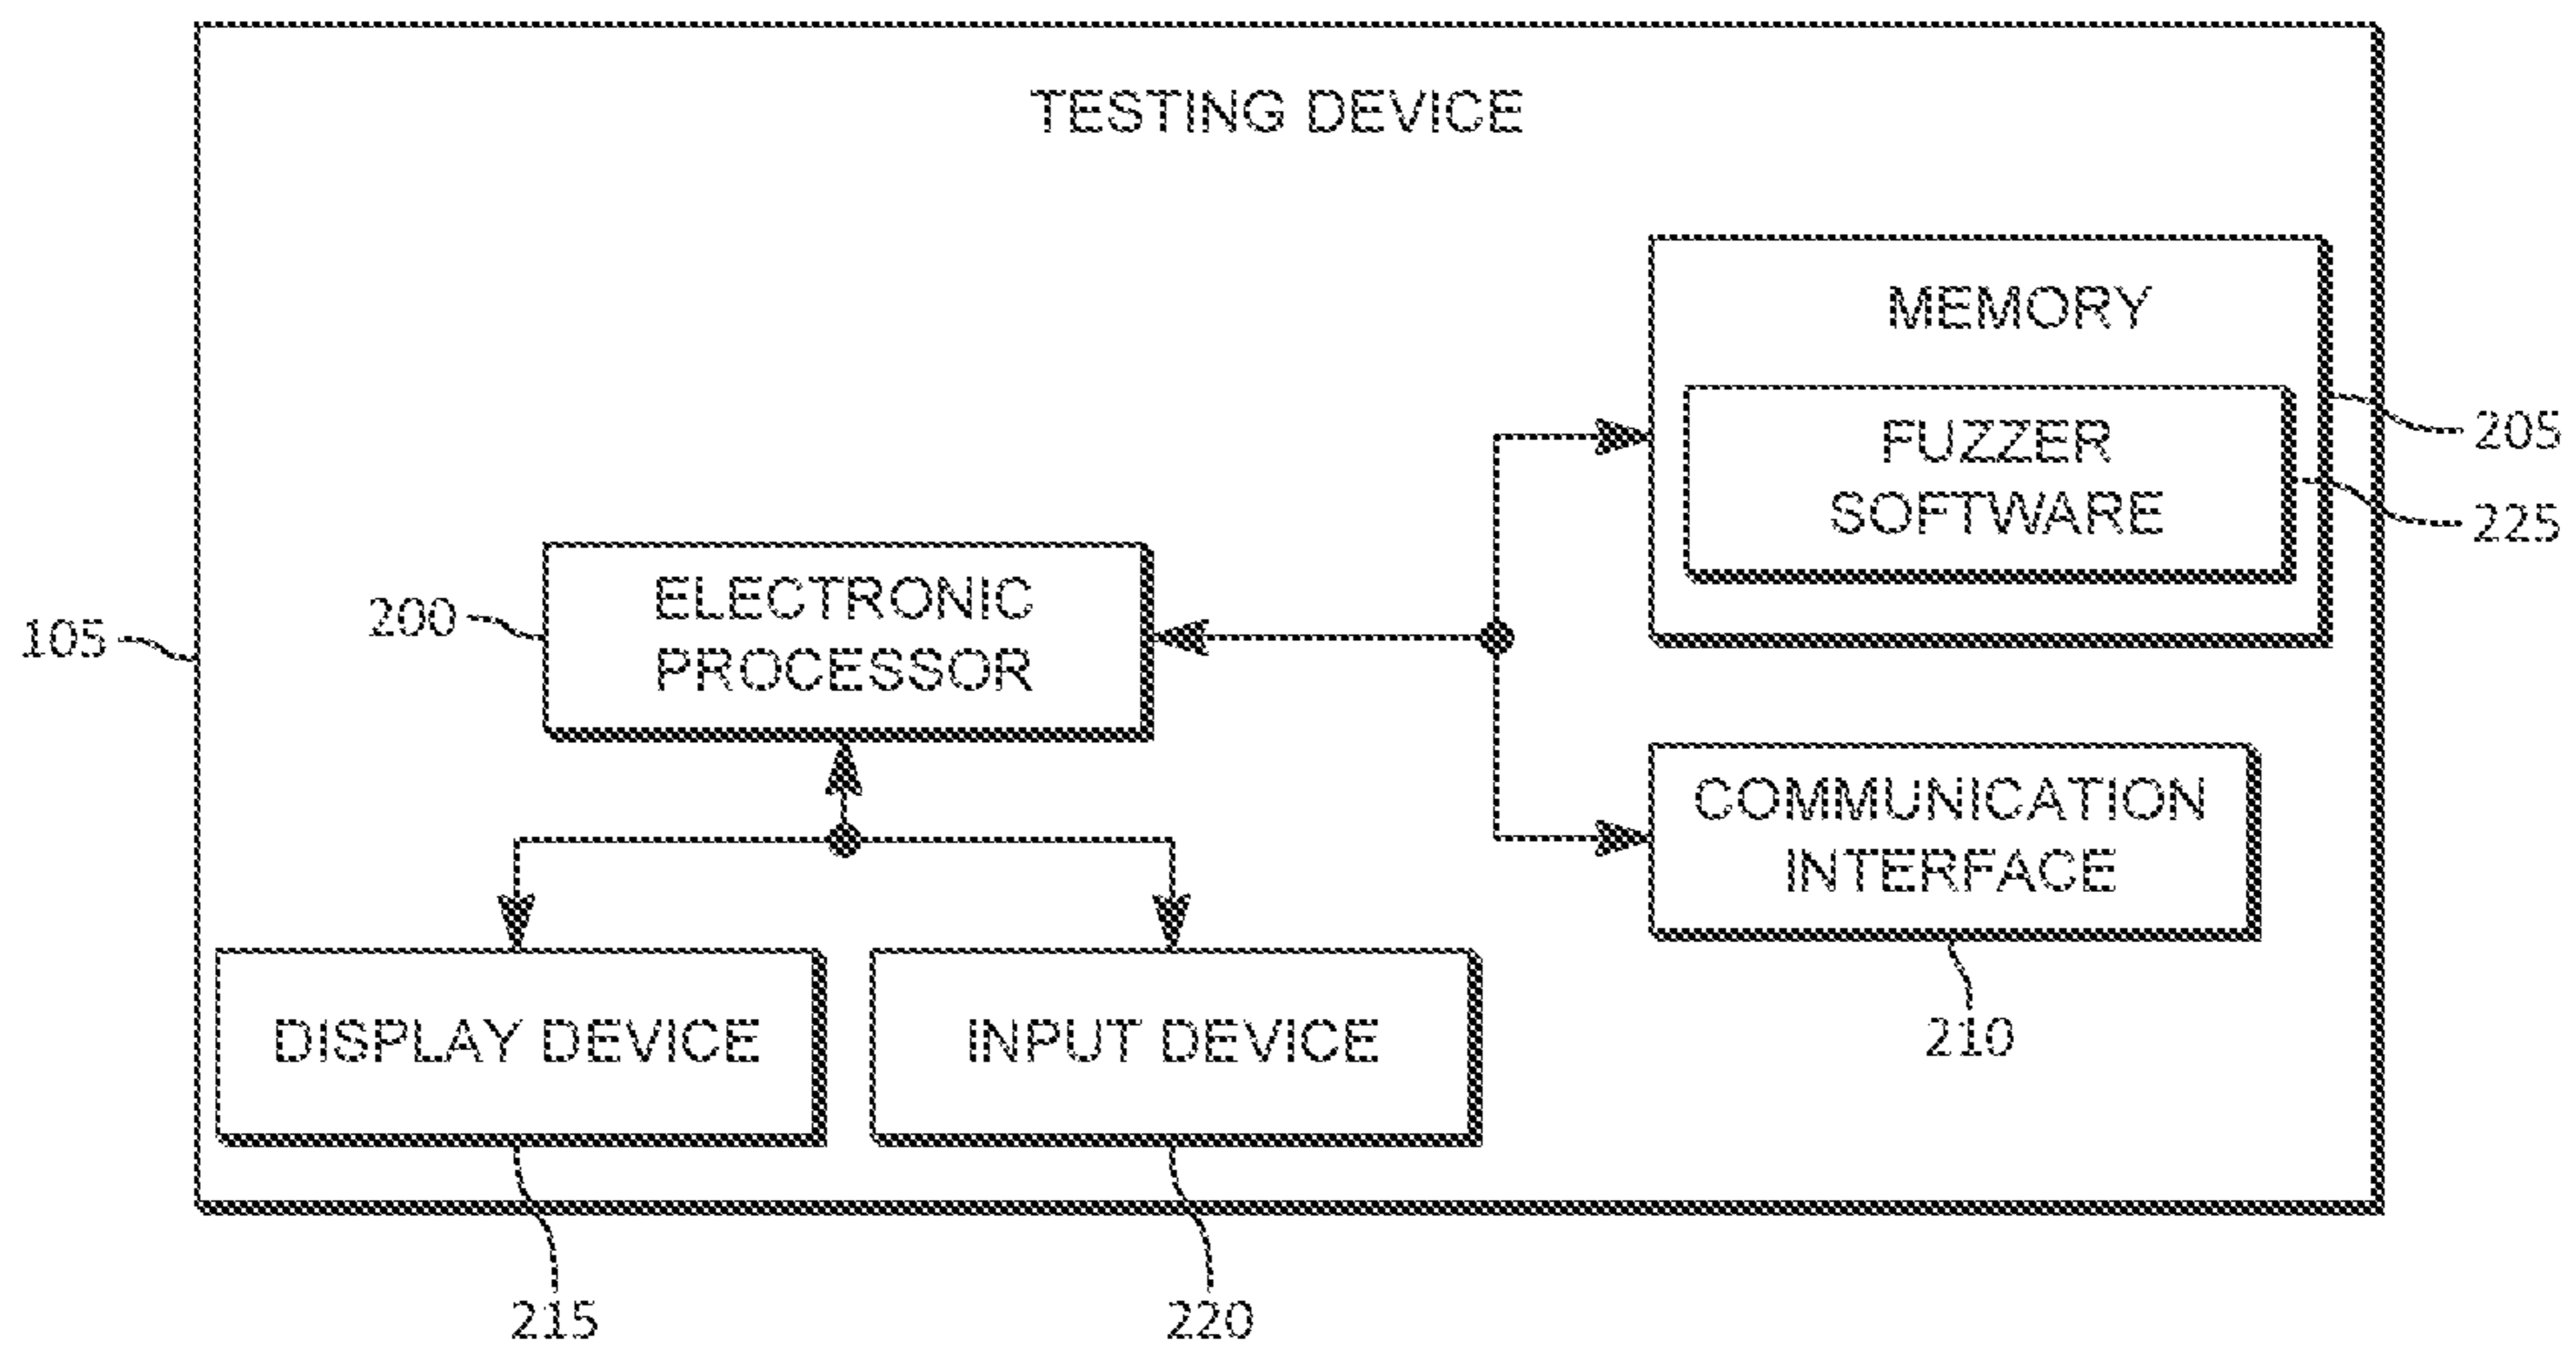 TESTING DEVICE
MEMORY
FUZZER
SOFTWARE
205
225
ELECTRONIC
PROCESSOR
200
105
COMMUNICATION
INTERFACE
210
DISPLAY DEVICE
INPUT DEVICE
215
220